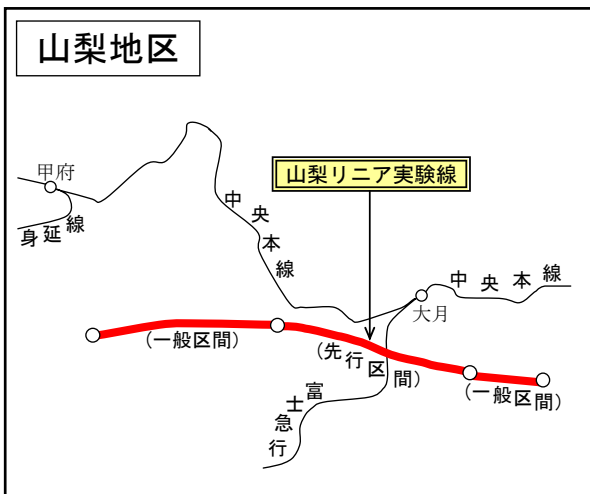 山梨地区
甲府
身延線
中央本線
山梨リニア実験線
中央本線
大月
(一般区間)
(先行区間)
(一般区間)
富士急行